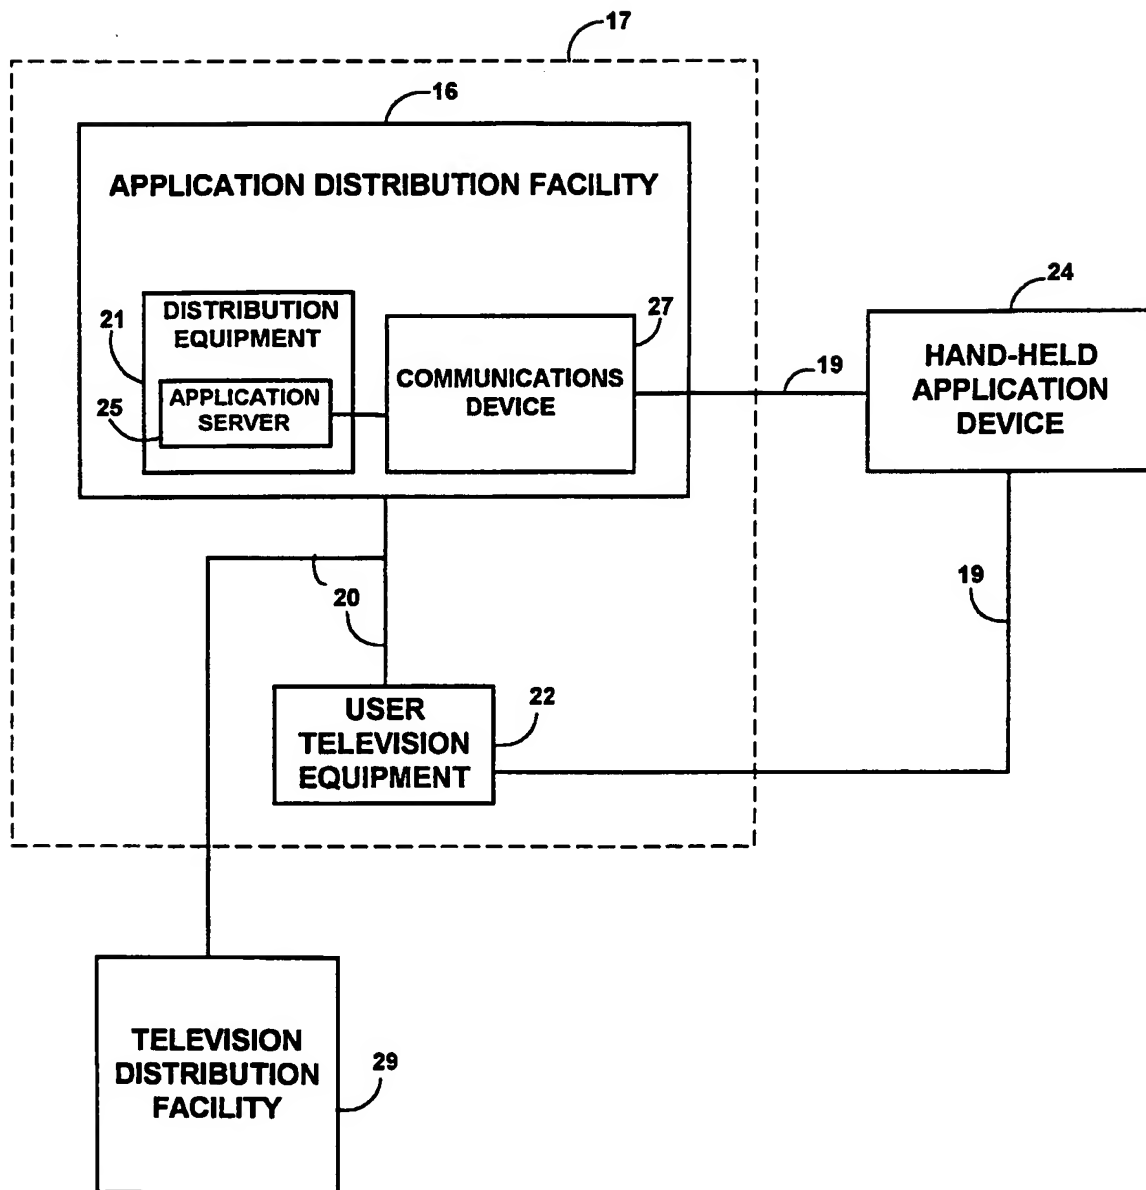 17
16
APPLICATION DISTRIBUTION FACILITY
24
21
DISTRIBUTION
EQUIPMENT
27
HAND-HELD
APPLICATION
DEVICE
19
COMMUNICATIONS
DEVICE
25
APPLICATION
SERVER
19
20
22
USER
TELEVISION
EQUIPMENT
TELEVISION
DISTRIBUTION
FACILITY
29